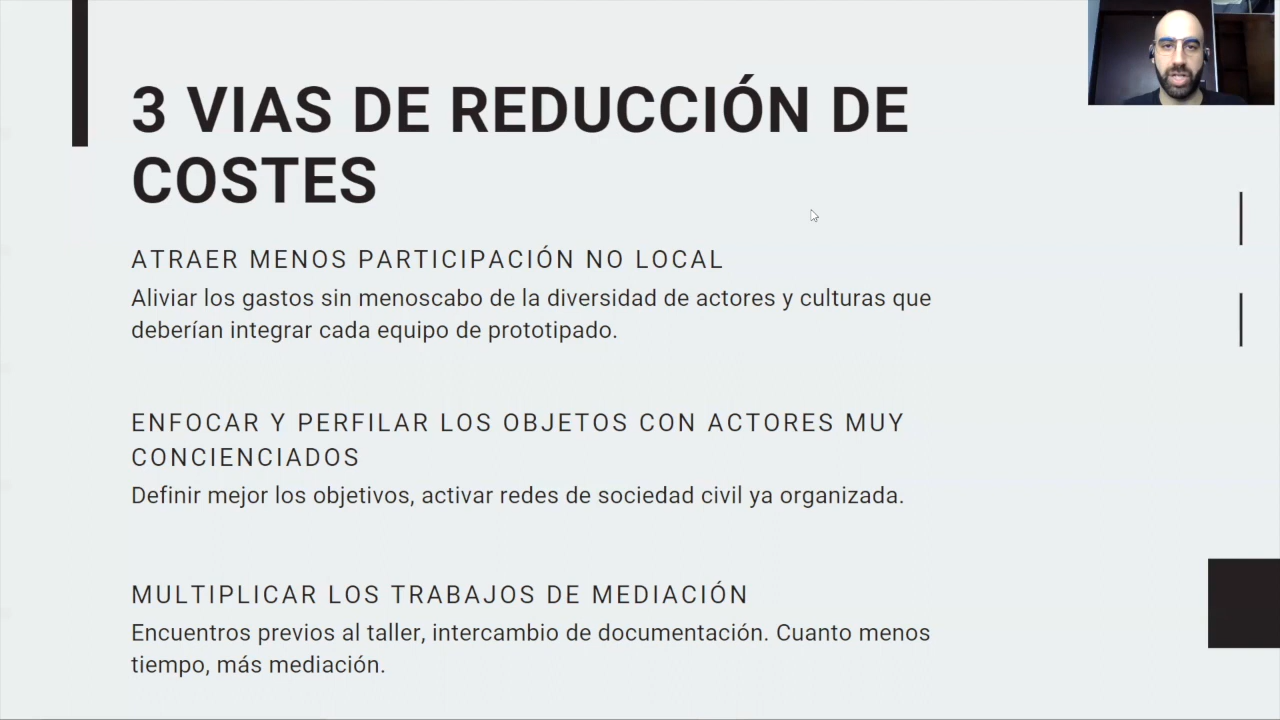 3 VIAS DE REDUCCIÓN DE
COSTES
ATRAER MENOS PARTICIPACIÓN NO LOCAL
Aliviar los gastos sin menoscabo de la diversidad de actores y culturas que
deberían integrar cada equipo de prototipado.
ENFOCAR Y PERFILAR LOS OBJETOS CON ACTORES MUY
CONCIENCIADOS
Definir mejor los objetivos, activar redes de sociedad civil ya organizada.
MULTIPLICAR LOS TRABAJOS DE MEDIACIÓN
Encuentros previos al taller, intercambio de documentación. Cuanto menos
tiempo, más mediación.